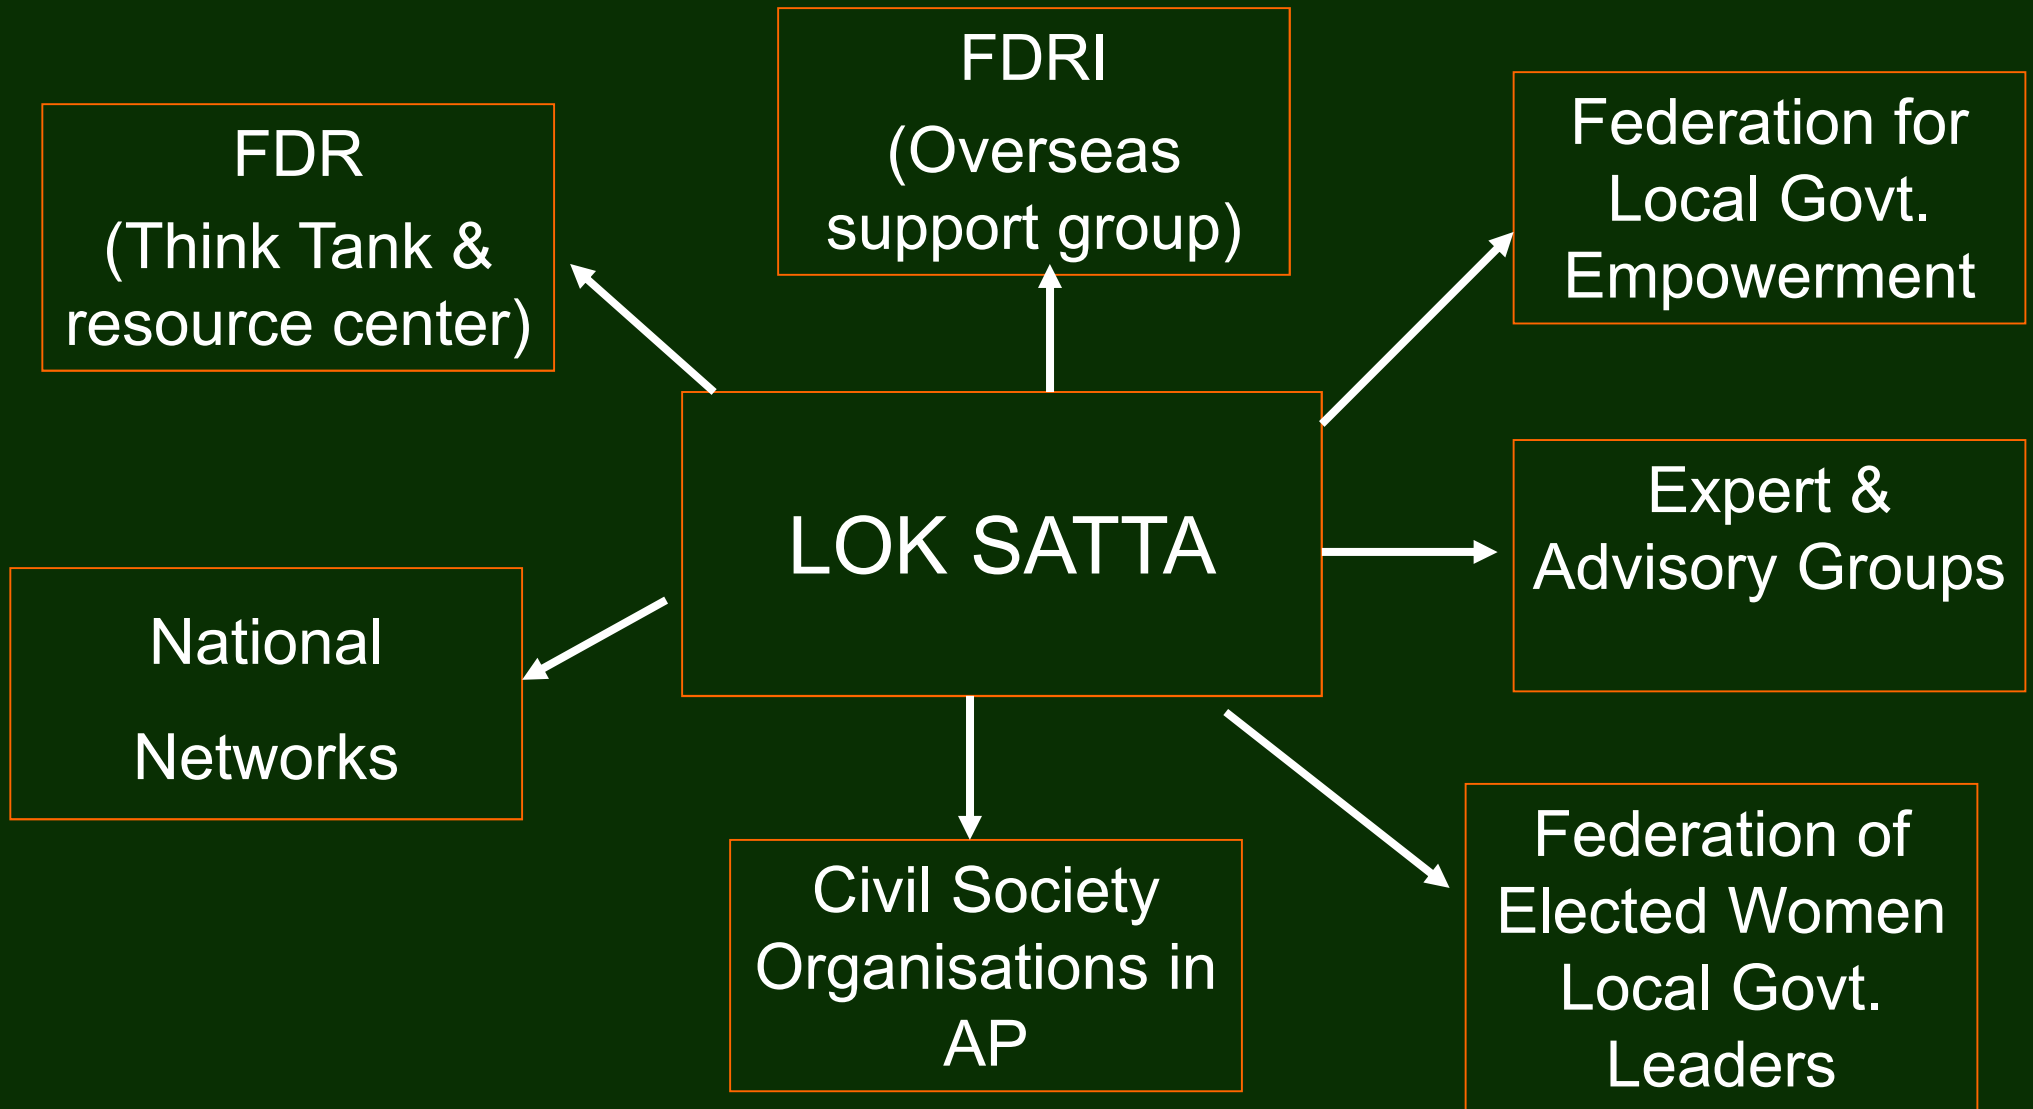 FDR
(Think Tank &
resource center)
FDRI
(Overseas
support group)
Federation for
Local Govt.
Empowerment
LOK SATTA
Expert &
Advisory Groups
National
Networks
Civil Society
Organisations in
AP
Federation of
Elected Women
Local Govt.
Leaders